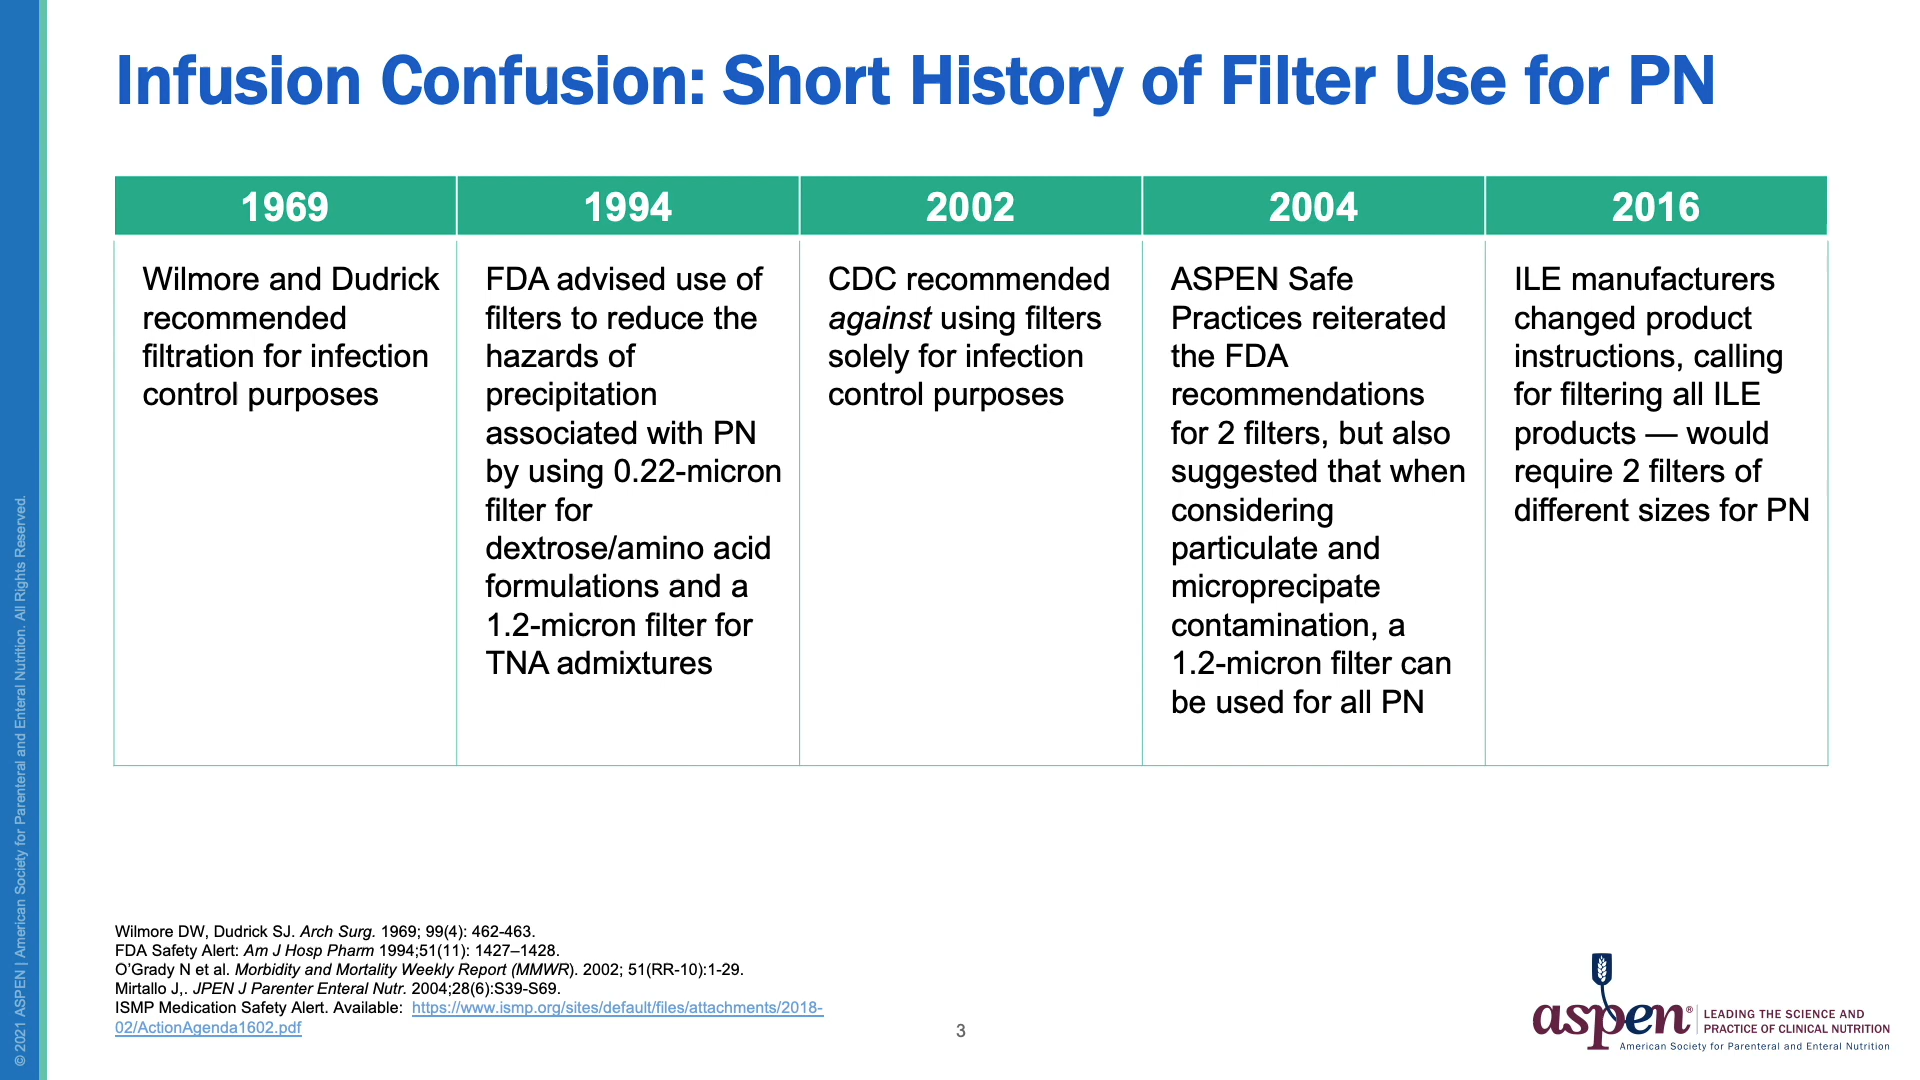 Infusion Confusion: Short History of Filter Use for PN
1969
Wilmore and Dudrick
recommended
filtration for infection
control purposes
1994
FDA advised use of
filters to reduce the
hazards of
precipitation
associated with PN
by using 0.22-micron
filter for
dextrose/amino acid
formulations and a
1.2-micron filter for
TNA admixtures
2002
CDC recommended
against using filters
solely for infection
control purposes
2004
ASPEN Safe
Practices reiterated
the FDA
recommendations
for 2 filters, but also
suggested that when
considering
particulate and
microprecipate
contamination, a
1.2-micron filter can
be used for all PN
2016
ILE manufacturers
changed product
instructions, calling
for filtering all ILE
products — would
require 2 filters of
different sizes for PN
Wilmore DW, Dudrick SJ. Arch Surg. 1969; 99(4): 462-463.
FDA Safety Alert: Am J Hosp Pharm 1994;51(11): 1427–1428.
O’Grady N et al. Morbidity and Mortality Weekly Report (MMWR). 2002; 51(RR-10):1-29.
Mirtallo J,. JPEN J Parenter Enteral Nutr. 2004;28(6):S39-S69.
ISMP Medication Safety Alert. Available: https://www.ismp.org/sites/default/files/attachments/2018-
02/ActionAgenda1602.pdf
3
aspen®
LEADING THE SCIENCE AND
PRACTICE OF CLINICAL NUTRITION
American Society for Parenteral and Enteral Nutrition
© 2021 ASPEN | American Society for Parenteral and Enteral Nutrition. All Rights Reserved.